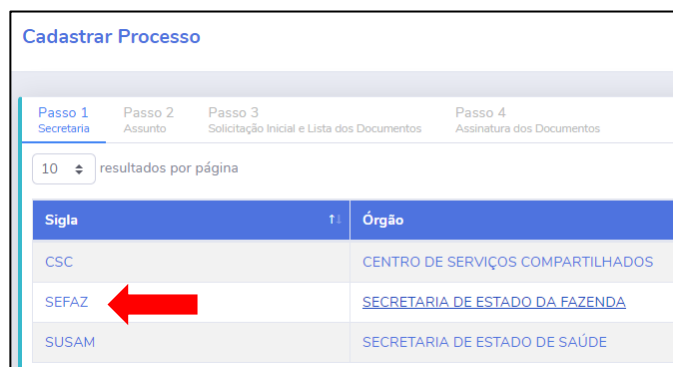 Cadastrar Processo
Passo 1 Passo 2 Passo 3 Passo 4
Secretaria Assunto Solicitação Inicial e Lista dos Documentos Assinatura dos Documentos
10 resultados por página
Sigla Órgão
CSC CENTRO DE SERVIÇOS COMPARTILHADOS
SEFAZ SECRETARIA DE ESTADO DA FAZENDA
SUSAM SECRETARIA DE ESTADO DE SAÚDE